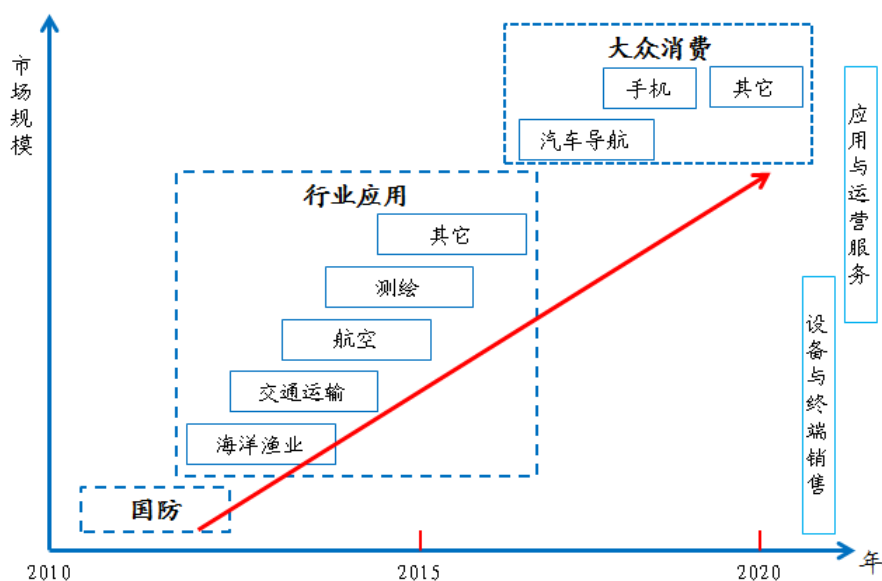 市场规模
大众消费
手机
其它
汽车导航
行业应用
其它
测绘
航空
交通运输
海洋渔业
国防
应用与运营服务
设备与终端销售
2010
2015
2020
年